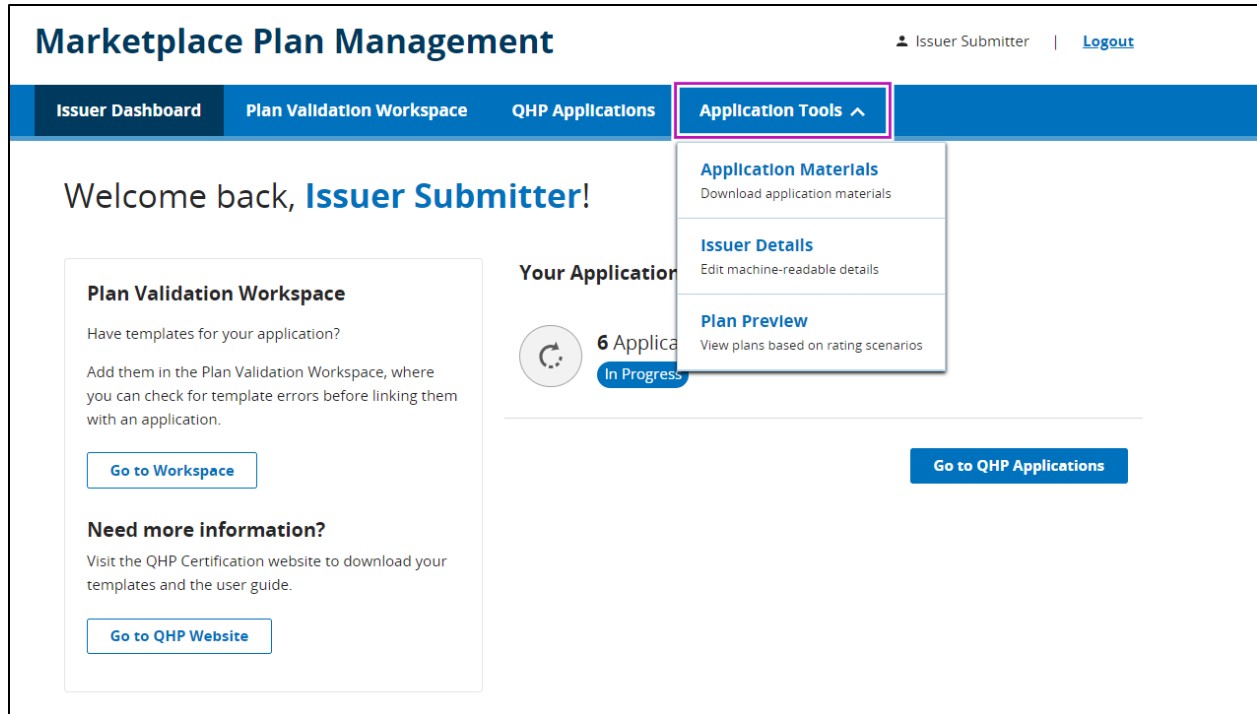 Marketplace Plan Management
Issuer Submitter | Logout
Issuer Dashboard Plan Validation Workspace QHP Applications Application Tools
Application Materials
Download application materials
Issuer Details
Edit machine-readable details
Plan Preview
View plans based on rating scenarios
Welcome back, Issuer Submitter!
Plan Validation Workspace
Have templates for your application?
Add them in the Plan Validation Workspace, where
you can check for template errors before linking them
with an application.
Go to Workspace
Need more information?
Visit the QHP Certification website to download your
templates and the user guide.
Go to QHP Website
Your
6
In Progress
Go to QHP Applications